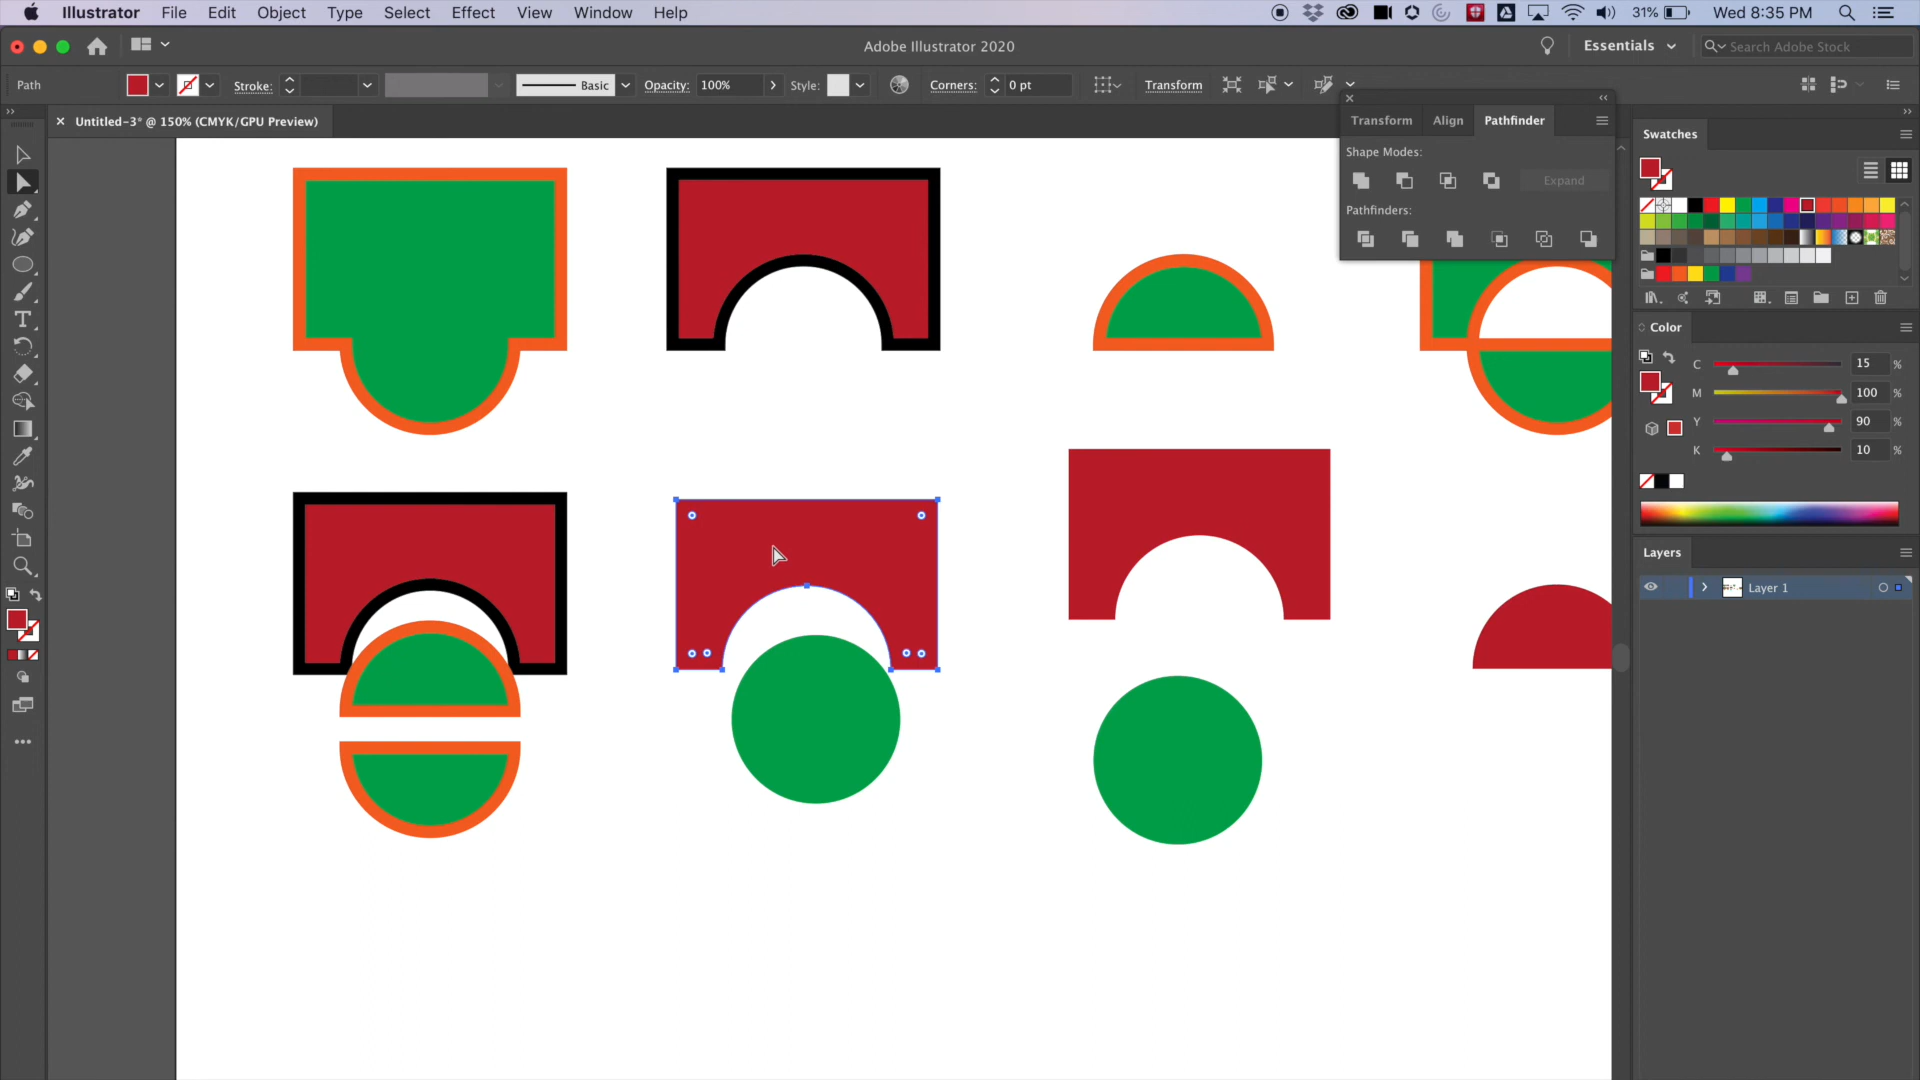 Illustrator File Edit Object Type Select Effect View Window Help 31% Wed 8:35 PM
Adobe Illustrator 2020 Essentials Search Adobe Stock
Path Stroke: Basic Opacity: 100% Style: Corners: 0 pt Transform
Untitled-3* @ 150% (CMYK/GPU Preview)
Transform Align Pathfinder
Shape Modes:
Expand
Pathfinders:
Swatches
Color
C 15 %
M 100 %
Y 90 %
K 10 %
Layers
Layer 1